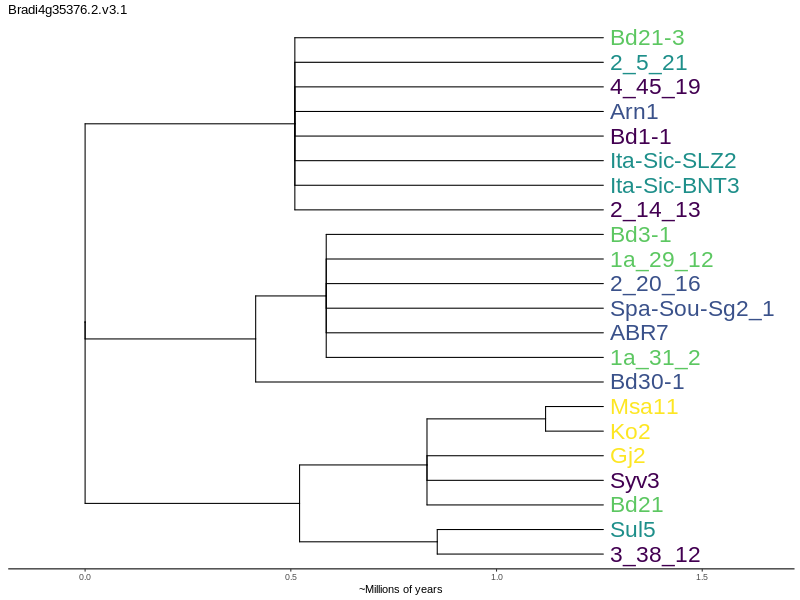 Bradi4g35376.2.v3.1
Bd21-3
2_5_21
4_45_19
Arn1
Bd1-1
Ita-Sic-SLZ2
Ita-Sic-BNT3
2_14_13
Bd3-1
1a_29_12
2_20_16
Spa-Sou-Sg2_1
ABR7
1a_31_2
Bd30-1
Msa11
Ko2
Gj2
Syv3
Bd21
Sul5
3_38_12
0.0 0.5 1.0 1.5
~Millions of years